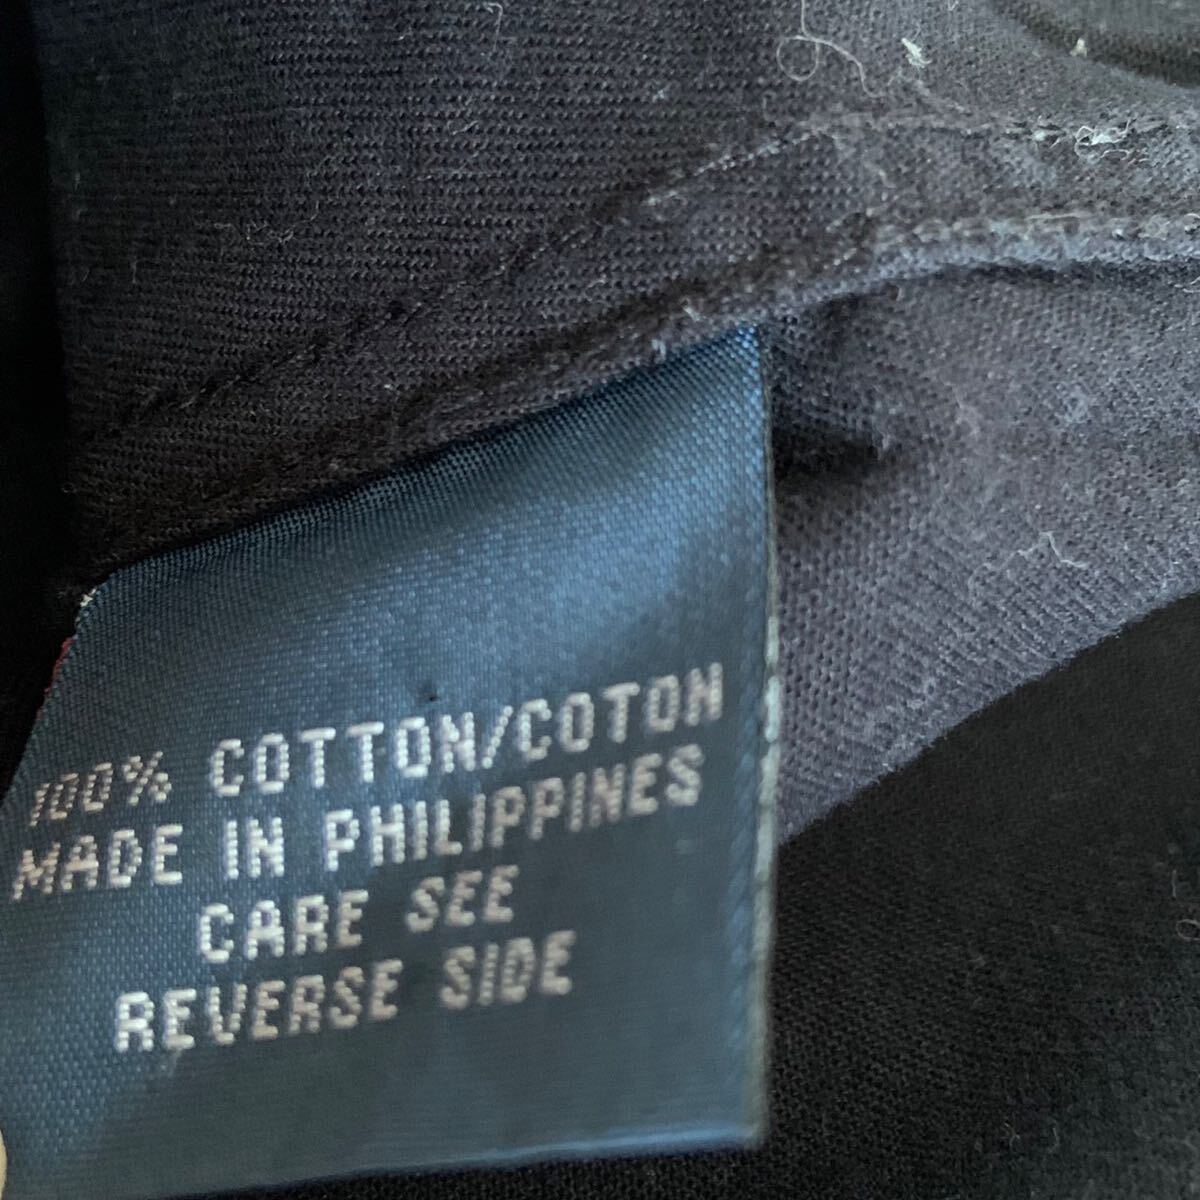 100% COTTON/COTON
MADE IN PHILIPPINES
CARE SEE
REVERSE SIDE